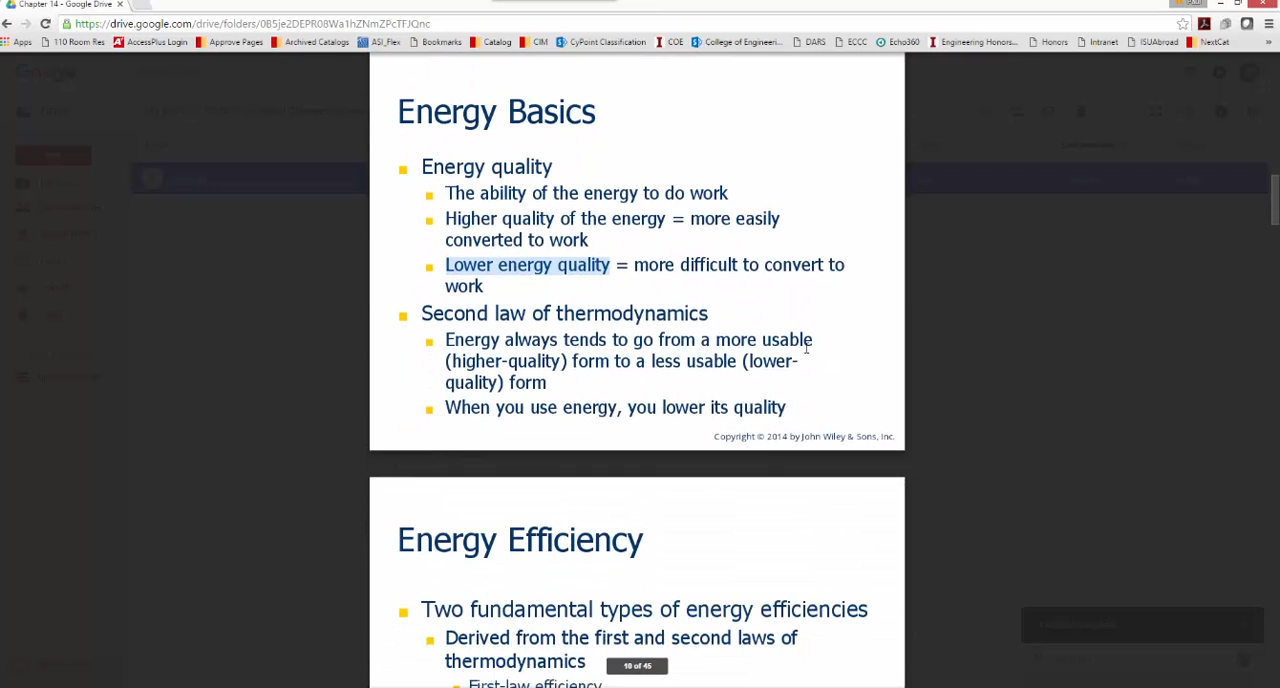 Chapter 14 - Google Drive
https://drive.google.com/drive/folders/0B5je2DEPR08Wa1hZNmZPcTFJQnc
Apps 110 Room Res AccessPlus Login Approve Pages Archived Catalogs ASI_Flex Bookmarks Catalog CIM CyPoint Classification COE College of Engineeri... DARS ECCC Echo360 Engineering Honors... Honors Intranet ISUAbroad NextCat »
Energy Basics
Energy quality
The ability of the energy to do work
Higher quality of the energy = more easily
converted to work
Lower energy quality = more difficult to convert to
work
Second law of thermodynamics
Energy always tends to go from a more usable
(higher-quality) form to a less usable (lower-
quality) form
When you use energy, you lower its quality
Copyright © 2014 by John Wiley & Sons, Inc.
Energy Efficiency
Two fundamental types of energy efficiencies
Derived from the first and second laws of
thermodynamics
10 of 45
First-law efficiency